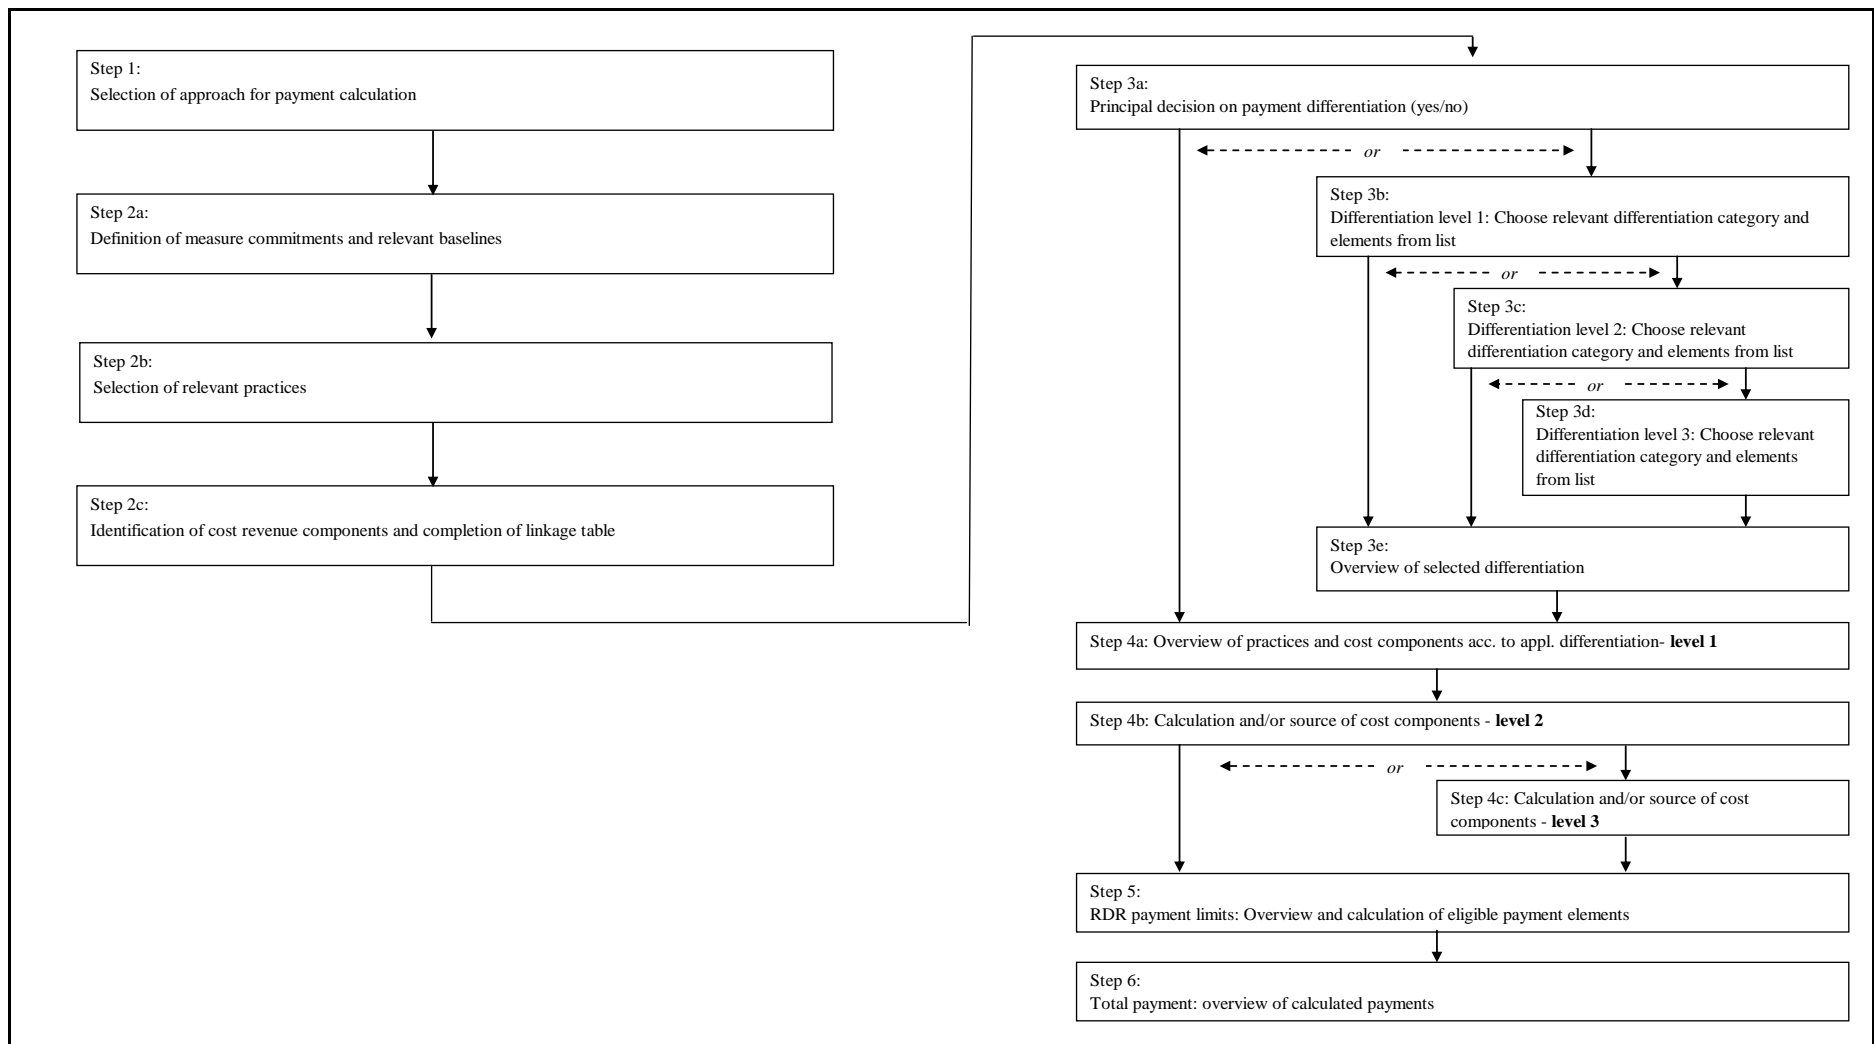 Step 1:
Selection of approach for payment calculation
Step 2a:
Definition of measure commitments and relevant baselines
Step 2b:
Selection of relevant practices
Step 2c:
Identification of cost revenue components and completion of linkage table
Step 3a:
Principal decision on payment differentiation (yes/no)
or
Step 3b:
Differentiation level 1: Choose relevant differentiation category and
elements from list
or
Step 3c:
Differentiation level 2: Choose relevant
differentiation category and elements from list
or
Step 3d:
Differentiation level 3: Choose relevant
differentiation category and elements
from list
Step 3e:
Overview of selected differentiation
Step 4a: Overview of practices and cost components acc. to appl. differentiation- level 1
Step 4b: Calculation and/or source of cost components - level 2
or
Step 4c: Calculation and/or source of cost
components - level 3
Step 5:
RDR payment limits: Overview and calculation of eligible payment elements
Step 6:
Total payment: overview of calculated payments